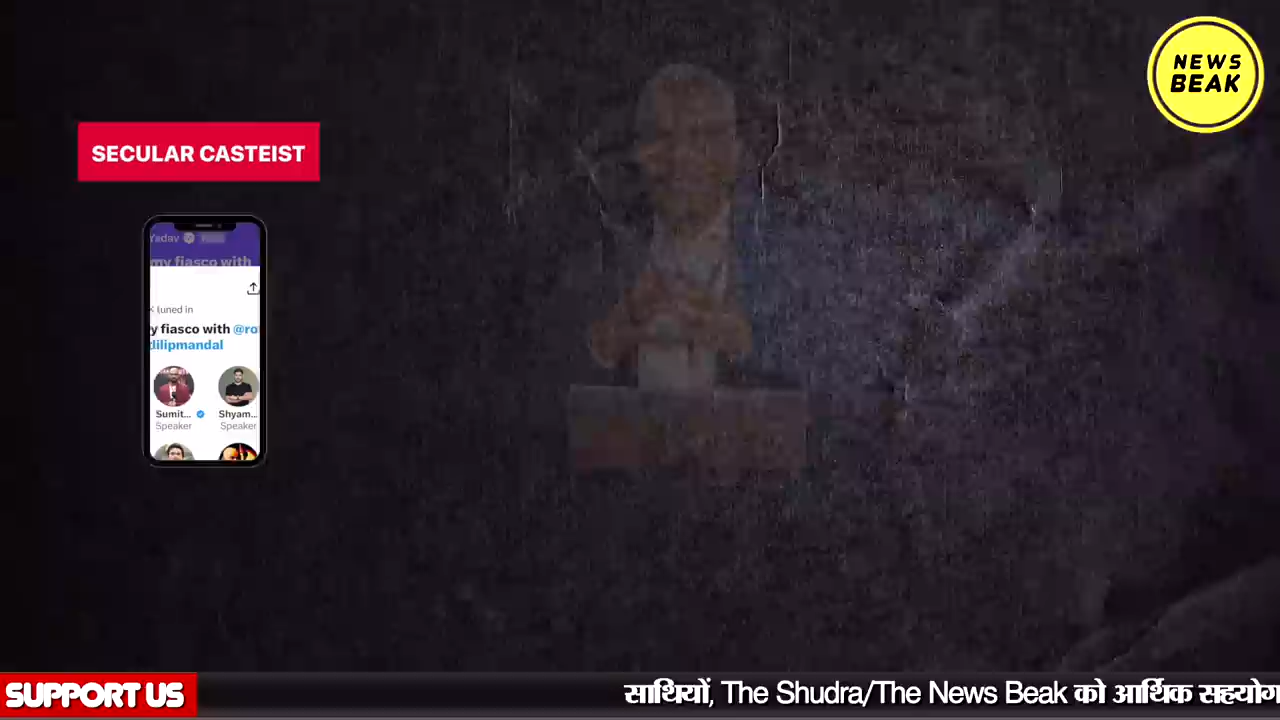 NEWS
BEAK
SECULAR CASTEIST
Yadav
my fiasco with
tuned in
y fiasco with @ro
dilipmandal
Sumit... Shyam...
Speaker Speaker
SUPPORT US
साथियों, The Shudra/The News Beak को आर्थिक सहयोग